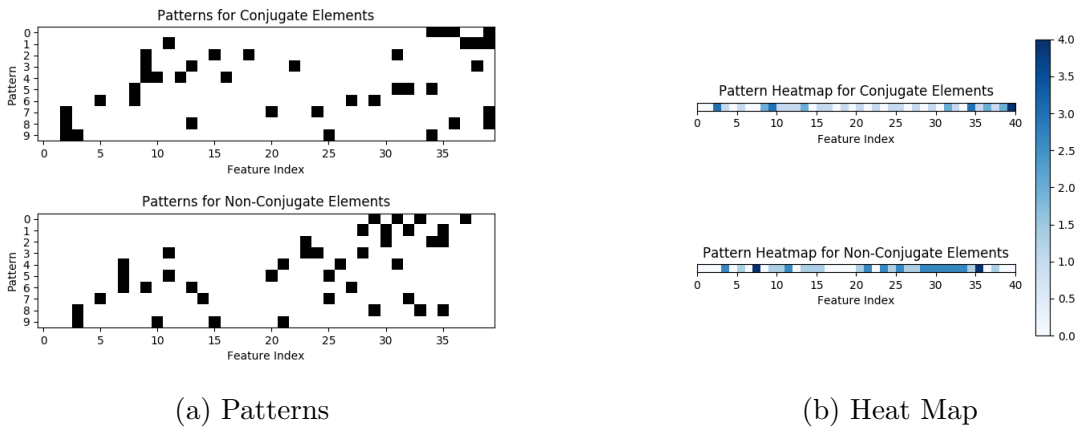 Patterns for Conjugate Elements
Pattern
0
1
2
3
4
5
6
7
8
9
0 5 10 15 20 25 30 35
Feature Index
Patterns for Non-Conjugate Elements
Pattern
0
1
2
3
4
5
6
7
8
9
0 5 10 15 20 25 30 35
Feature Index
(a) Patterns
Pattern Heatmap for Conjugate Elements
0 5 10 15 20 25 30 35 40
Feature Index
Pattern Heatmap for Non-Conjugate Elements
0 5 10 15 20 25 30 35 40
Feature Index
4.0
3.5
3.0
2.5
2.0
1.5
1.0
0.5
0.0
(b) Heat Map